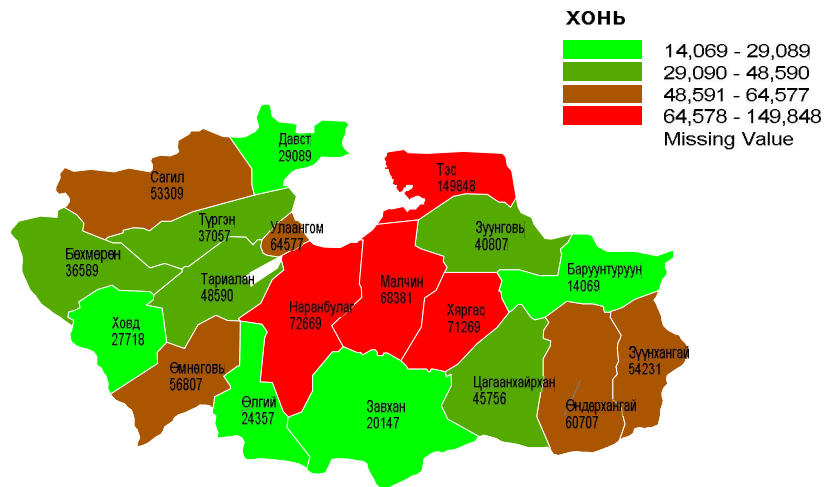 ХОНЬ
14,069 - 29,089
29,090 - 48,590
48,591 - 64,577
64,578 - 149,848
Missing Value
Давст
29089
Тэс
149848
Сагил
53309
Түргэн
37057
Улаангом
64577
Зуунговь
40807
Бөхмөрөн
36589
Тариалан
48590
Малчин
68381
Баруунтуруун
14069
Наранбулаг
72669
Хяргас
71269
Ховд
27718
Зүүнхангай
54231
Өмнөговь
56807
Цагаанхайрхан
45756
Өлгий
24357
Завхан
20147
Өндөрхангай
60707